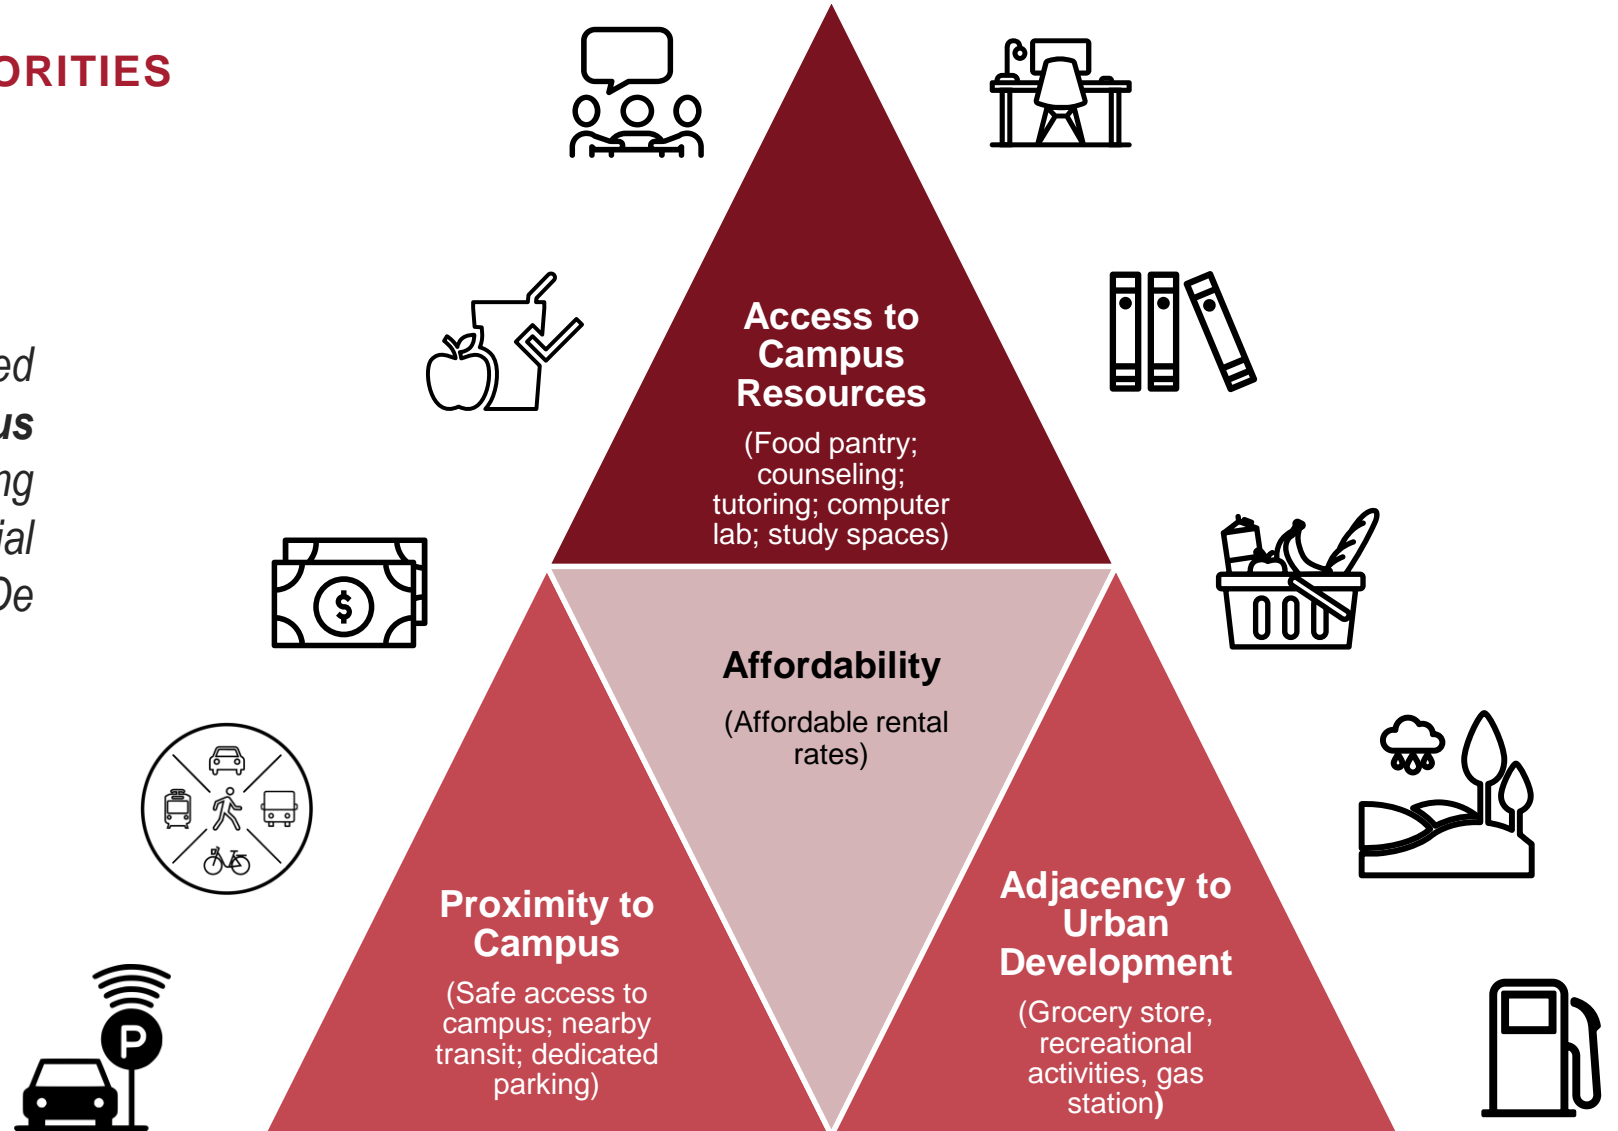 ORITIES
ed
us
ng
ial
De
Access to
Campus
Resources
(Food pantry;
counseling;
tutoring; computer
lab; study spaces)
$
Affordability
(Affordable rental
rates)
Proximity to
Campus
(Safe access to
campus; nearby
transit; dedicated
parking)
Adjacency to
Urban
Development
(Grocery store,
recreational
activities, gas
station)
P